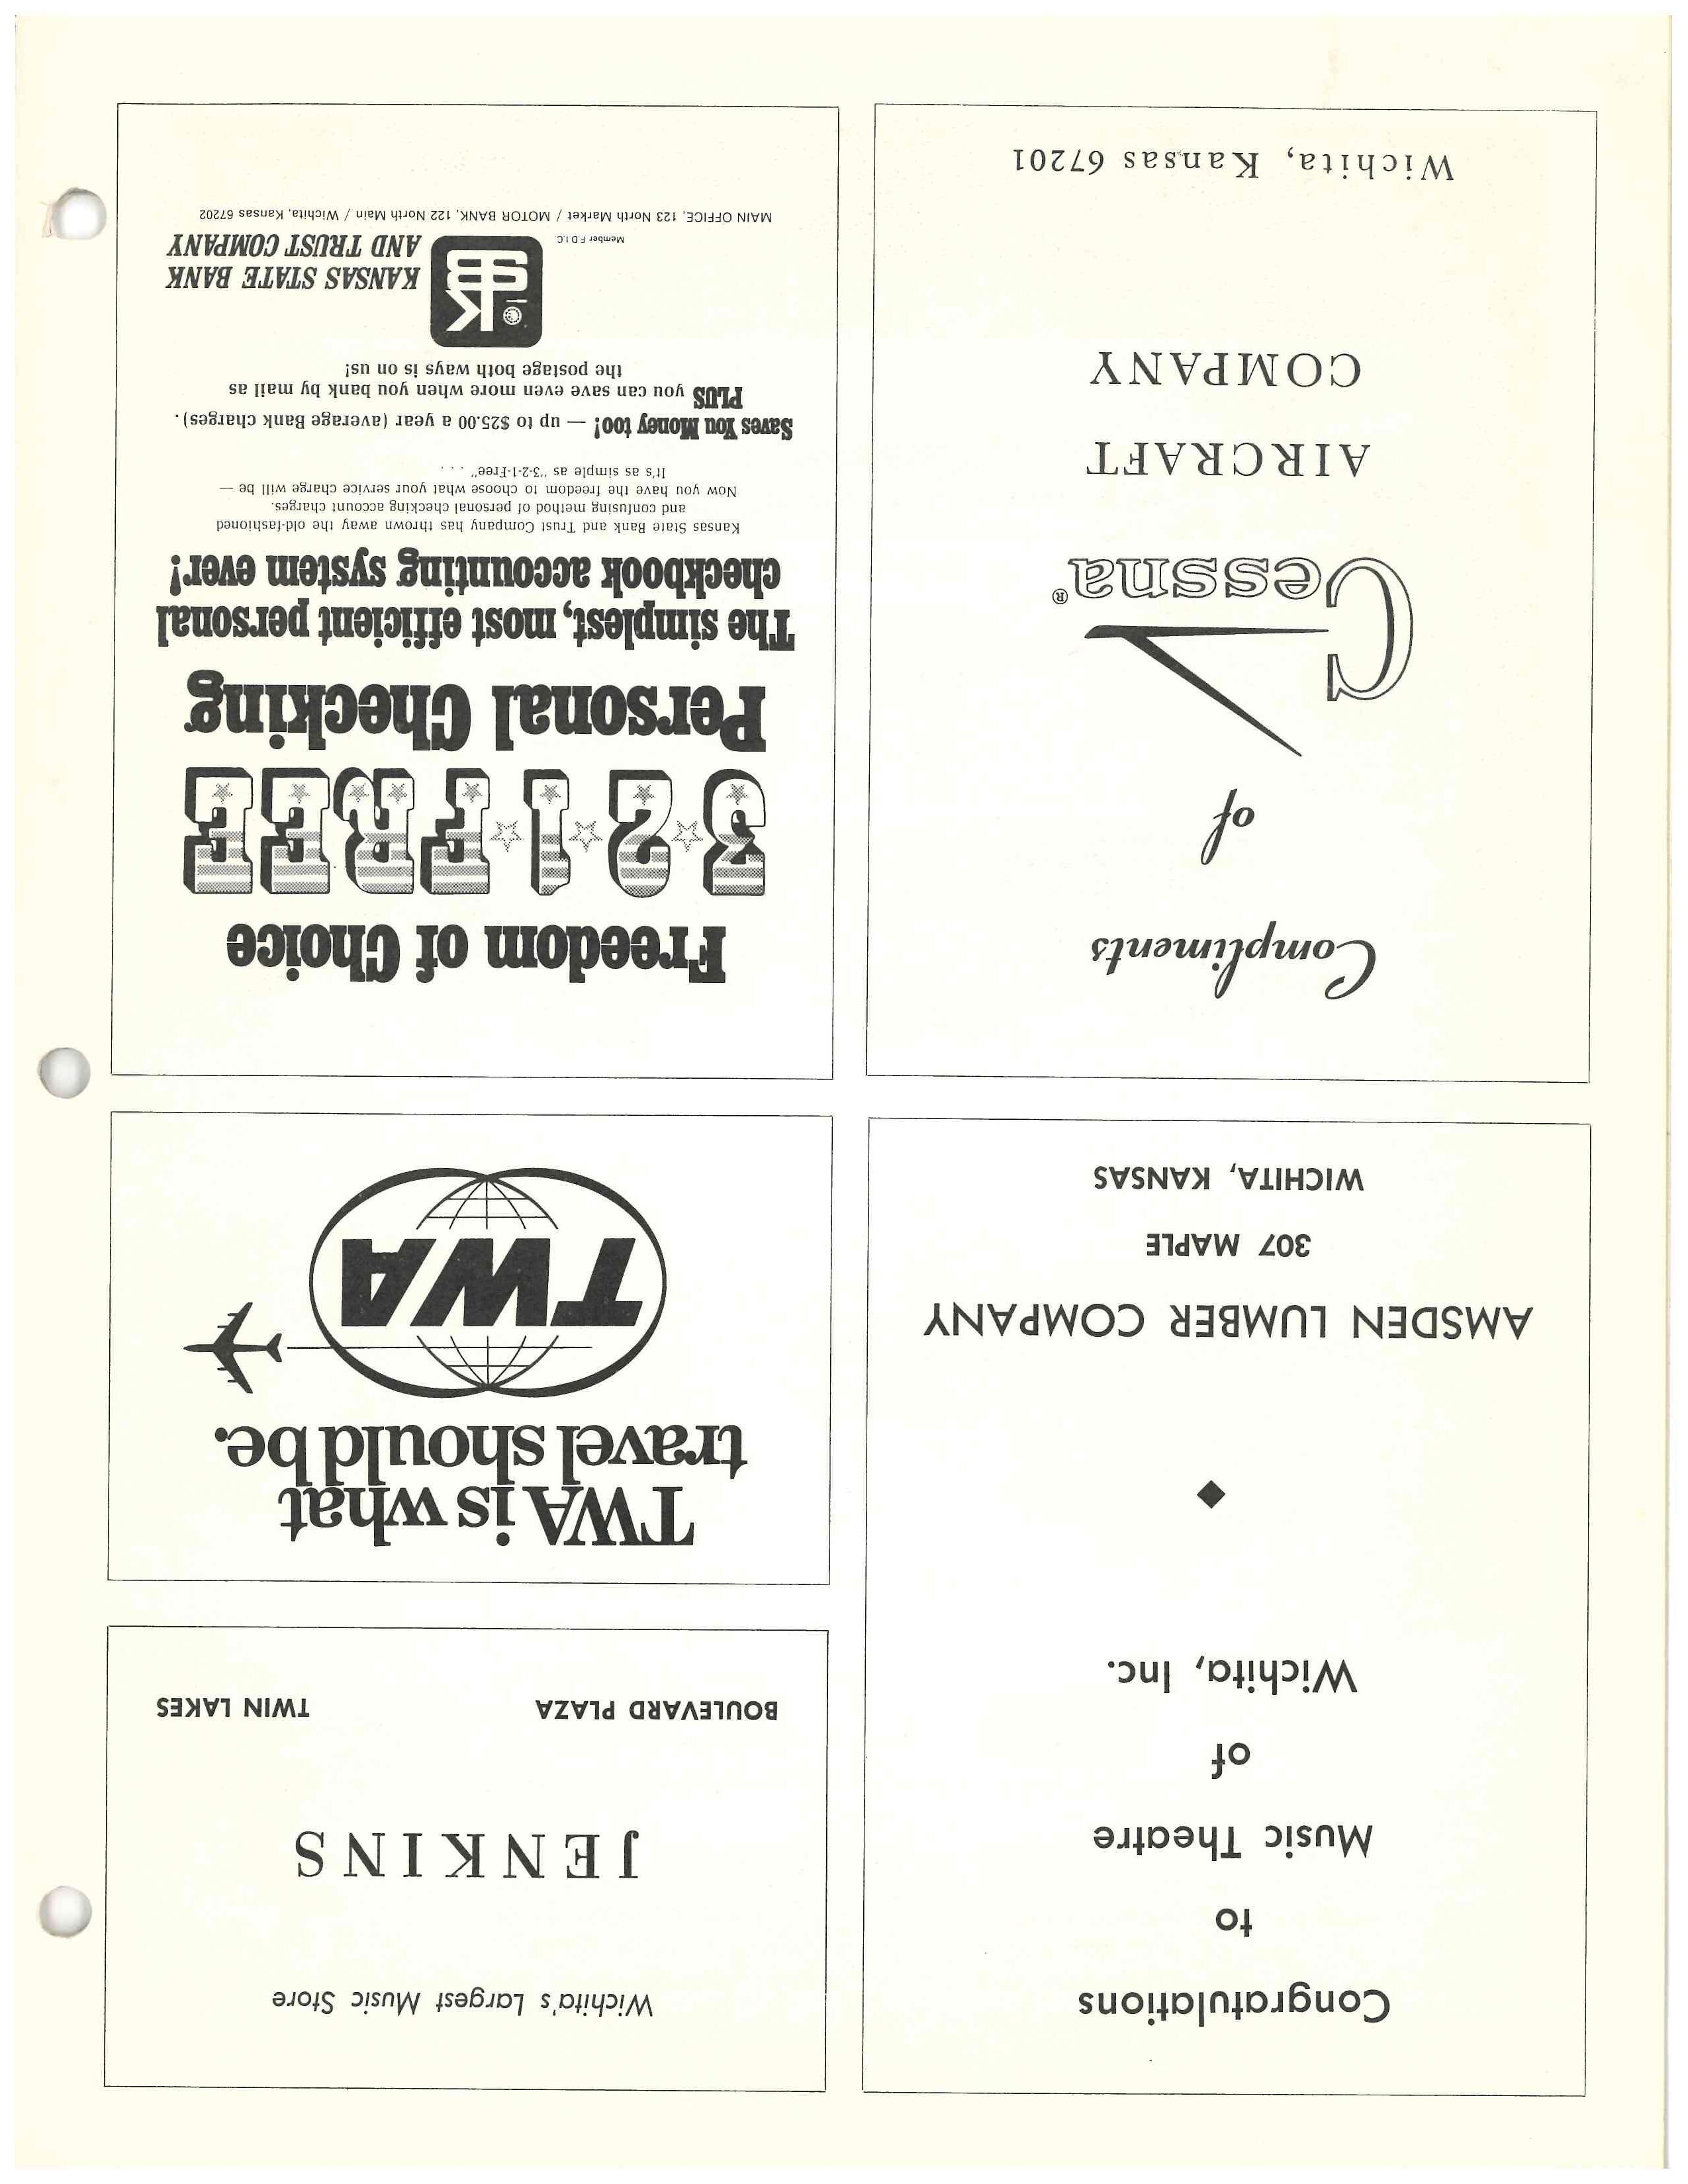 Congratulations
to
Music Theatre
of
Wichita, Inc.
AMSDEN LUMBER COMPANY
307 MAPLE
WICHITA, KANSAS
Wichita's Largest Music Store
JENKINS
BOULEVARD PLAZA TWIN LAKES
TWA is what
travel should be.
TWA
Compliments
of
Cessna®
AIRCRAFT
COMPANY
Wichita, Kansas 67201
Freedom of Choice
3·2·1·FREE
Personal Checking
The simplest, most efficient personal
checkbook accounting system ever!
Kansas State Bank and Trust Company has thrown away the old-fashioned
and confusing method of personal checking account charges.
Now you have the freedom to choose what your service charge will be —
It's as simple as "3-2-1-Free" . . .
Saves You Money too! — up to $25.00 a year (average Bank charges).
PLUS you can save even more when you bank by mail as
the postage both ways is on us!
KSB
KANSAS STATE BANK
AND TRUST COMPANY
Member F.D.I.C.
MAIN OFFICE, 123 North Market / MOTOR BANK, 122 North Main / Wichita, Kansas 67202